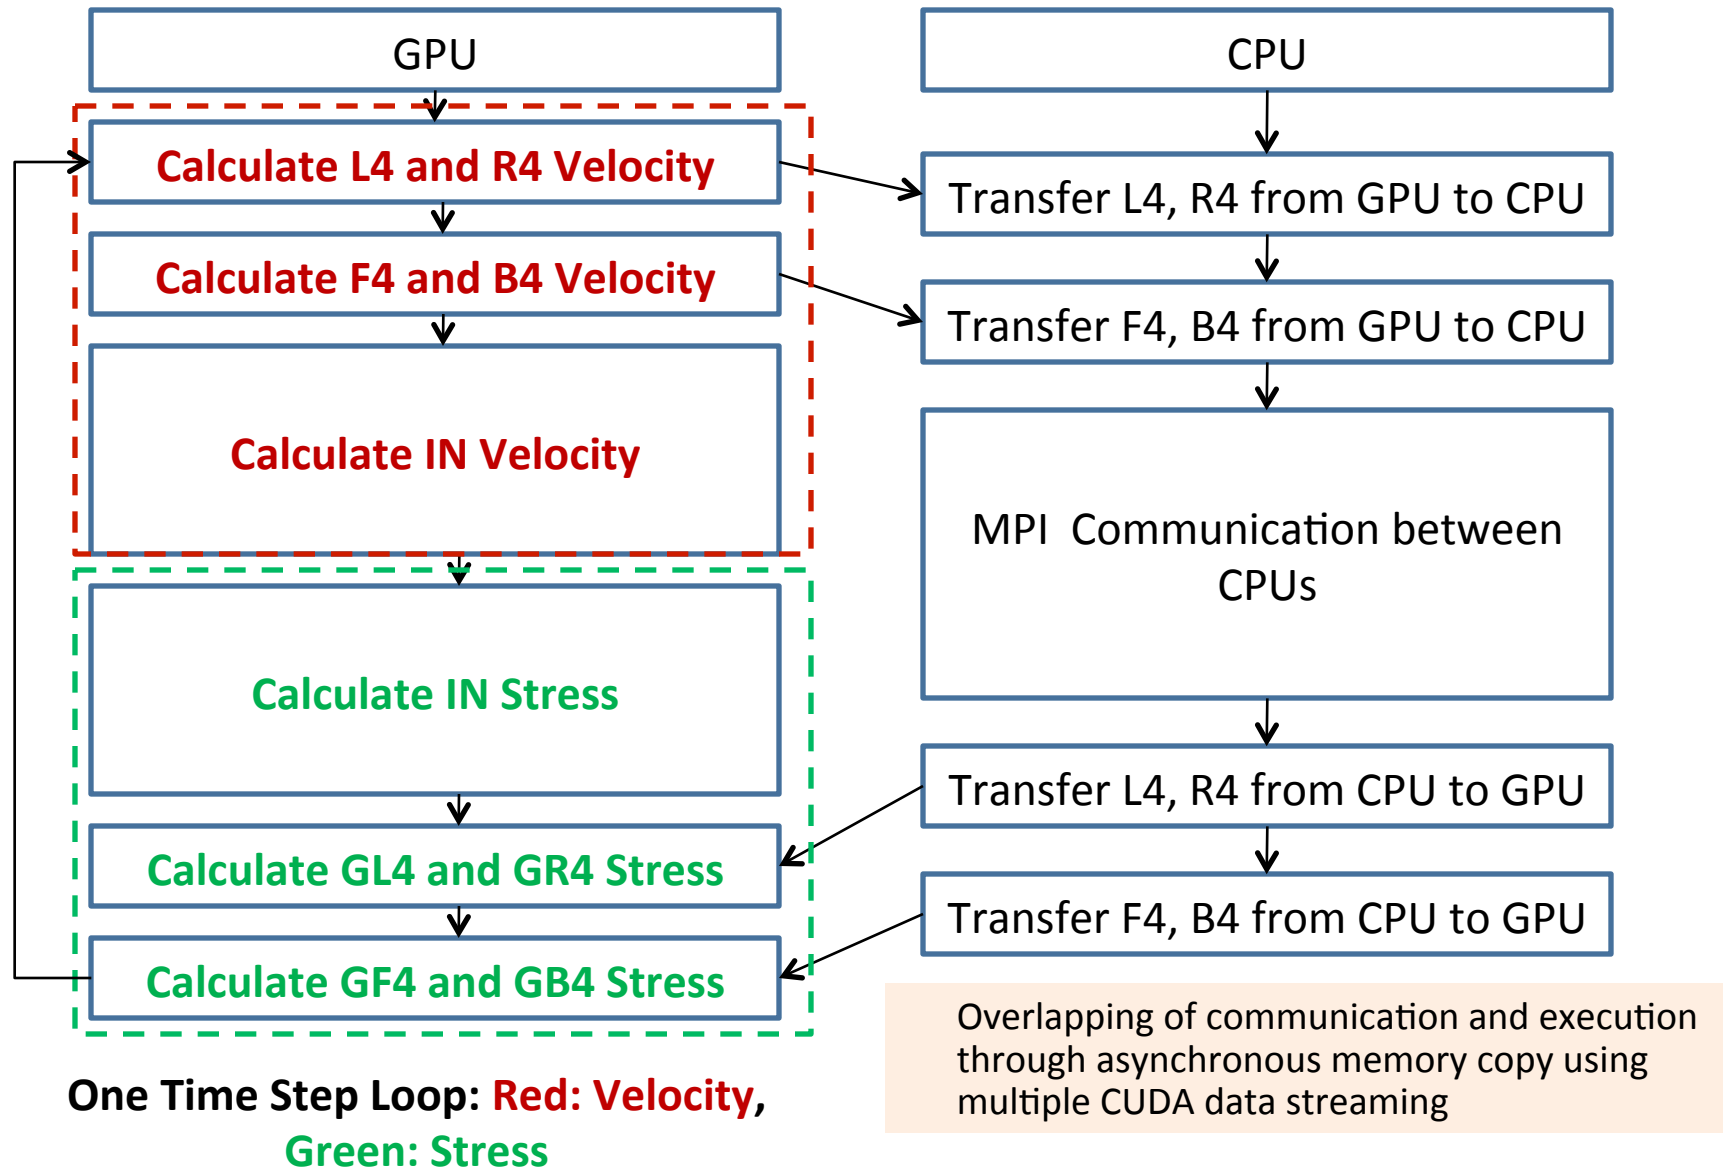 GPU
Calculate L4 and R4 Velocity
Calculate F4 and B4 Velocity
Calculate IN Velocity
Calculate IN Stress
Calculate GL4 and GR4 Stress
Calculate GF4 and GB4 Stress
One Time Step Loop: Red: Velocity,
Green: Stress
CPU
Transfer L4, R4 from GPU to CPU
Transfer F4, B4 from GPU to CPU
MPI  Communication between
CPUs
Transfer L4, R4 from CPU to GPU
Transfer F4, B4 from CPU to GPU
Overlapping of communication and execution
through asynchronous memory copy using
multiple CUDA data streaming